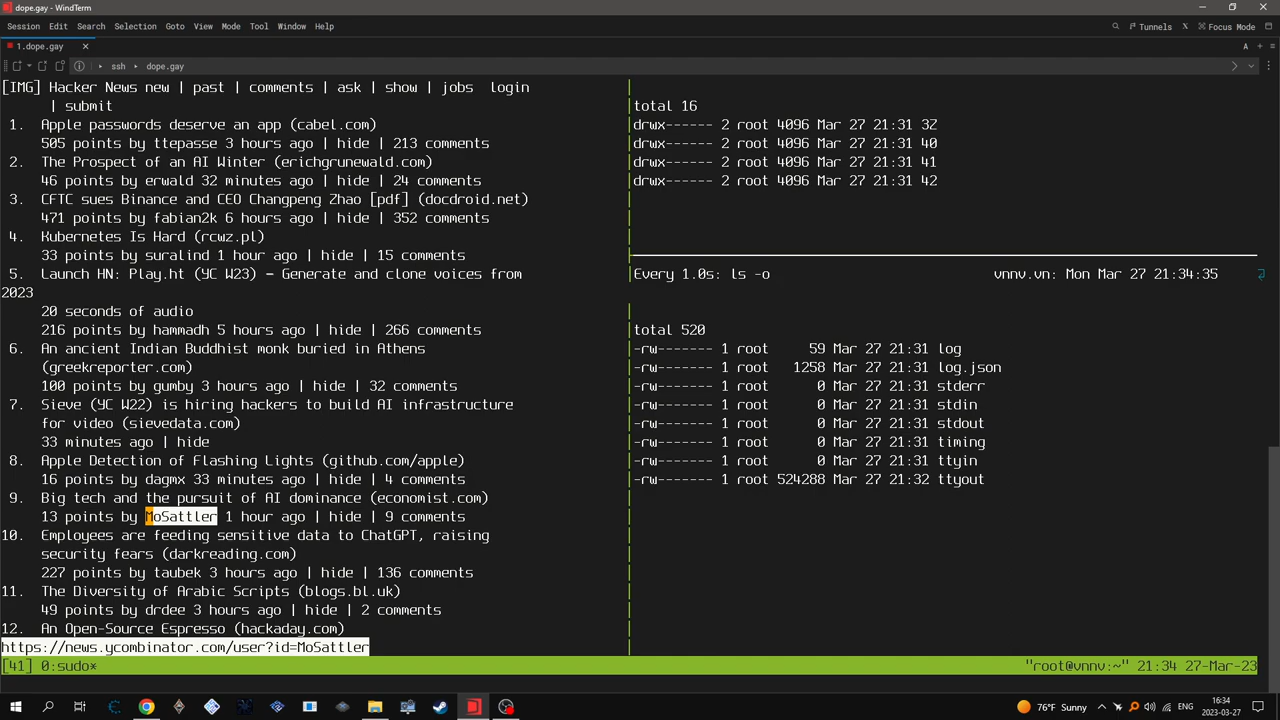 dope.gay - WindTerm
Session Edit Search Selection Goto View Mode Tool Window Help
Tunnels X Focus Mode
1.dope.gay
A
ssh dope.gay
[IMG] Hacker News new | past | comments | ask | show | jobs login
| submit
1. Apple passwords deserve an app (cabel.com)
505 points by ttepasse 3 hours ago | hide | 213 comments
2. The Prospect of an AI Winter (erichgrunewald.com)
46 points by erwald 32 minutes ago | hide | 24 comments
3. CFTC sues Binance and CEO Changpeng Zhao [pdf] (docdroid.net)
471 points by fabian2k 6 hours ago | hide | 352 comments
4. Kubernetes Is Hard (rcwz.pl)
33 points by suralind 1 hour ago | hide | 15 comments
5. Launch HN: Play.ht (YC W23) – Generate and clone voices from
2023
20 seconds of audio
216 points by hammadh 5 hours ago | hide | 266 comments
6. An ancient Indian Buddhist monk buried in Athens
(greekreporter.com)
100 points by gumby 3 hours ago | hide | 32 comments
7. Sieve (YC W22) is hiring hackers to build AI infrastructure
for video (sievedata.com)
33 minutes ago | hide
8. Apple Detection of Flashing Lights (github.com/apple)
16 points by dagmx 33 minutes ago | hide | 4 comments
9. Big tech and the pursuit of AI dominance (economist.com)
13 points by MoSattler 1 hour ago | hide | 9 comments
10. Employees are feeding sensitive data to ChatGPT, raising
security fears (darkreading.com)
227 points by taubek 3 hours ago | hide | 136 comments
11. The Diversity of Arabic Scripts (blogs.bl.uk)
49 points by drdee 3 hours ago | hide | 2 comments
12. An Open-Source Espresso (hackaday.com)
https://news.ycombinator.com/user?id=MoSattler
total 16
drwx------ 2 root 4096 Mar 27 21:31 3Z
drwx------ 2 root 4096 Mar 27 21:31 40
drwx------ 2 root 4096 Mar 27 21:31 41
drwx------ 2 root 4096 Mar 27 21:31 42
Every 1.0s: ls -o vnnv.vn: Mon Mar 27 21:34:35
total 520
-rw------- 1 root 59 Mar 27 21:31 log
-rw------- 1 root 1258 Mar 27 21:31 log.json
-rw------- 1 root 0 Mar 27 21:31 stderr
-rw------- 1 root 0 Mar 27 21:31 stdin
-rw------- 1 root 0 Mar 27 21:31 stdout
-rw------- 1 root 0 Mar 27 21:31 timing
-rw------- 1 root 0 Mar 27 21:31 ttyin
-rw------- 1 root 524288 Mar 27 21:32 ttyout
[41] 0:sudo* "root@vnnv:~" 21:34 27-Mar-23
76°F Sunny ENG 16:34
2023-03-27